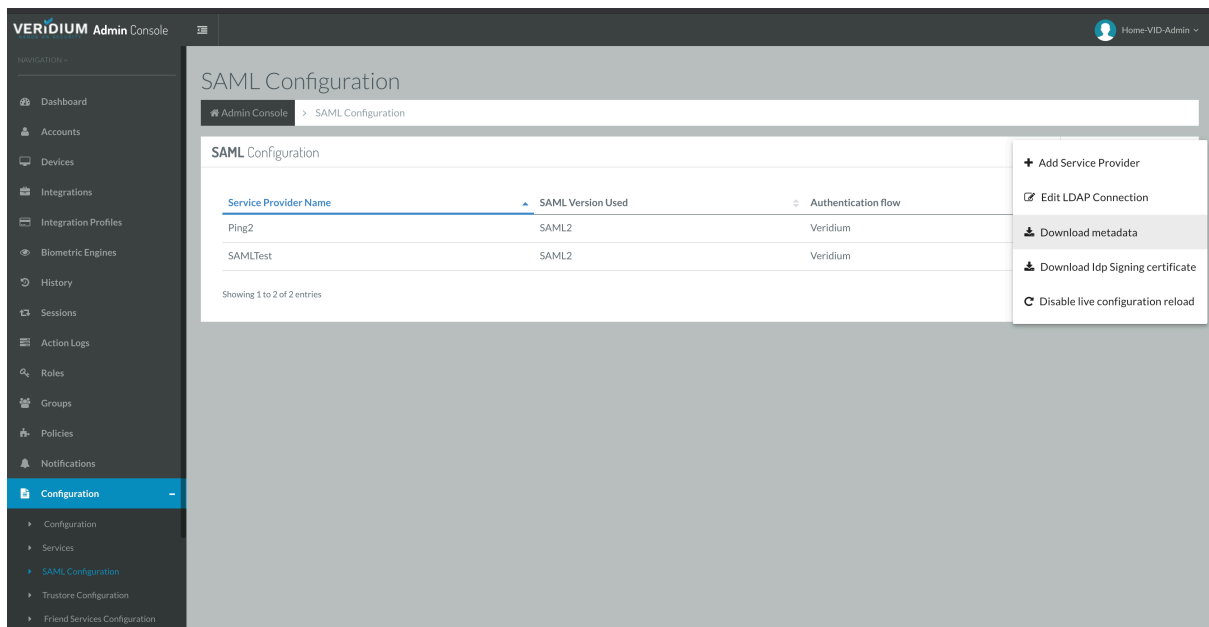 VERIDIUM Admin Console
Home-VID-Admin
NAVIGATION
Dashboard
Accounts
Devices
Integrations
Integration Profiles
Biometric Engines
History
Sessions
Action Logs
Roles
Groups
Policies
Notifications
Configuration
Configuration
Services
SAML Configuration
Trustore Configuration
Friend Services Configuration
SAML Configuration
Admin Console > SAML Configuration
SAML Configuration
Service Provider Name SAML Version Used Authentication flow
Ping2 SAML2 Veridium
SAMLTest SAML2 Veridium
Showing 1 to 2 of 2 entries
Add Service Provider
Edit LDAP Connection
Download metadata
Download Idp Signing certificate
Disable live configuration reload